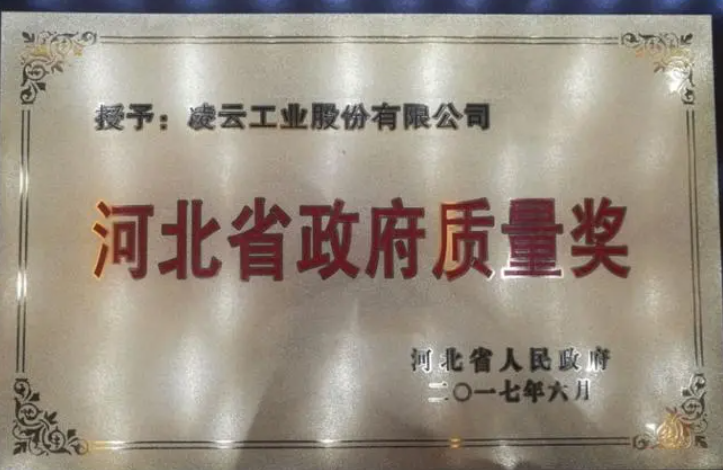 授予：凌云工业股份有限公司
河北省政府质量奖
河北省人民政府
二〇一七年六月